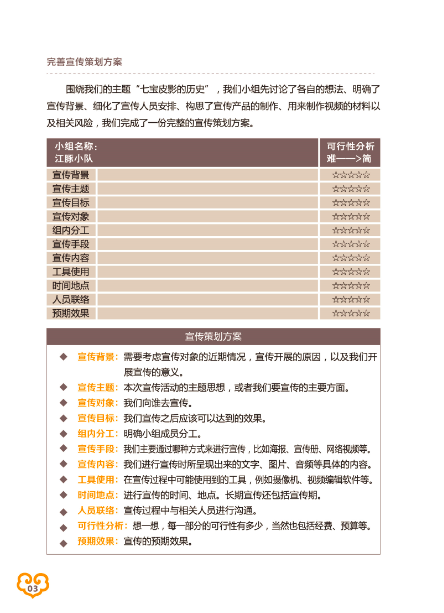 完善宣传策划方案
围绕我们的主题“七宝皮影的历史”，我们小组先讨论了各自的想法、明确了
宣传背景、细化了宣传人员安排、构思了宣传产品的制作、用来制作视频的材料以
及相关风险，我们完成了一份完整的宣传策划方案。
小组名称： 可行性分析
江豚小队 难——>简
宣传背景 ☆☆☆☆☆
宣传主题 ☆☆☆☆☆
宣传目标 ☆☆☆☆☆
宣传对象 ☆☆☆☆☆
组内分工 ☆☆☆☆☆
宣传手段 ☆☆☆☆☆
宣传内容 ☆☆☆☆☆
工具使用 ☆☆☆☆☆
时间地点 ☆☆☆☆☆
人员联络 ☆☆☆☆☆
预期效果 ☆☆☆☆☆
宣传策划方案
◆ 宣传背景：需要考虑宣传对象的近期情况，宣传开展的原因，以及我们开
展宣传的意义。
◆ 宣传主题：本次宣传活动的主题思想，或者我们要宣传的主要方面。
◆ 宣传对象：我们向谁去宣传。
◆ 宣传目标：我们宣传之后应该可以达到的效果。
◆ 组内分工：明确小组成员分工。
◆ 宣传手段：我们主要通过哪种方式来进行宣传，比如海报、宣传册、网络视频等。
◆ 宣传内容：我们进行宣传时所呈现出来的文字、图片、音频等具体的内容。
◆ 工具使用：在宣传过程中可能使用到的工具，例如摄像机、视频编辑软件等。
◆ 时间地点：进行宣传的时间、地点。长期宣传还包括宣传期。
◆ 人员联络：宣传过程中与相关人员进行沟通。
◆ 可行性分析：想一想，每一部分的可行性有多少，当然也包括经费、预算等。
◆ 预期效果：宣传的预期效果。
03